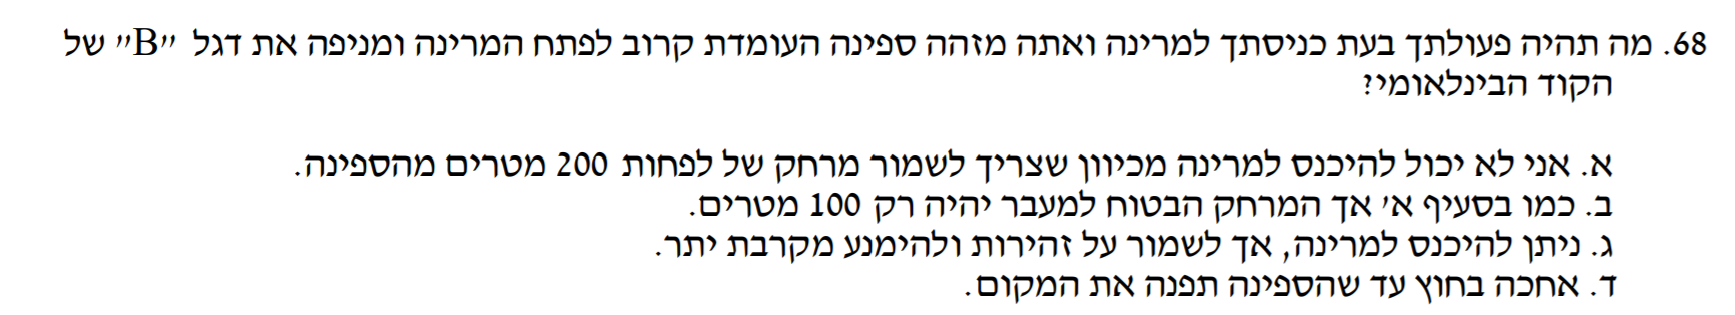 68. מה תהיה פעולתך בעת כניסתך למרינה ואתה מזהה ספינה העומדת קרוב לפתח המרינה ומניפה את דגל "B" של
הקוד הבינלאומי?
א. אני לא יכול להיכנס למרינה מכיוון שצריך לשמור מרחק של לפחות 200 מטרים מהספינה.
ב. כמו בסעיף א' אך המרחק הבטוח למעבר יהיה רק 100 מטרים.
ג. ניתן להיכנס למרינה, אך לשמור על זהירות ולהימנע מקרבת יתר.
ד. אחכה בחוץ עד שהספינה תפנה את המקום.